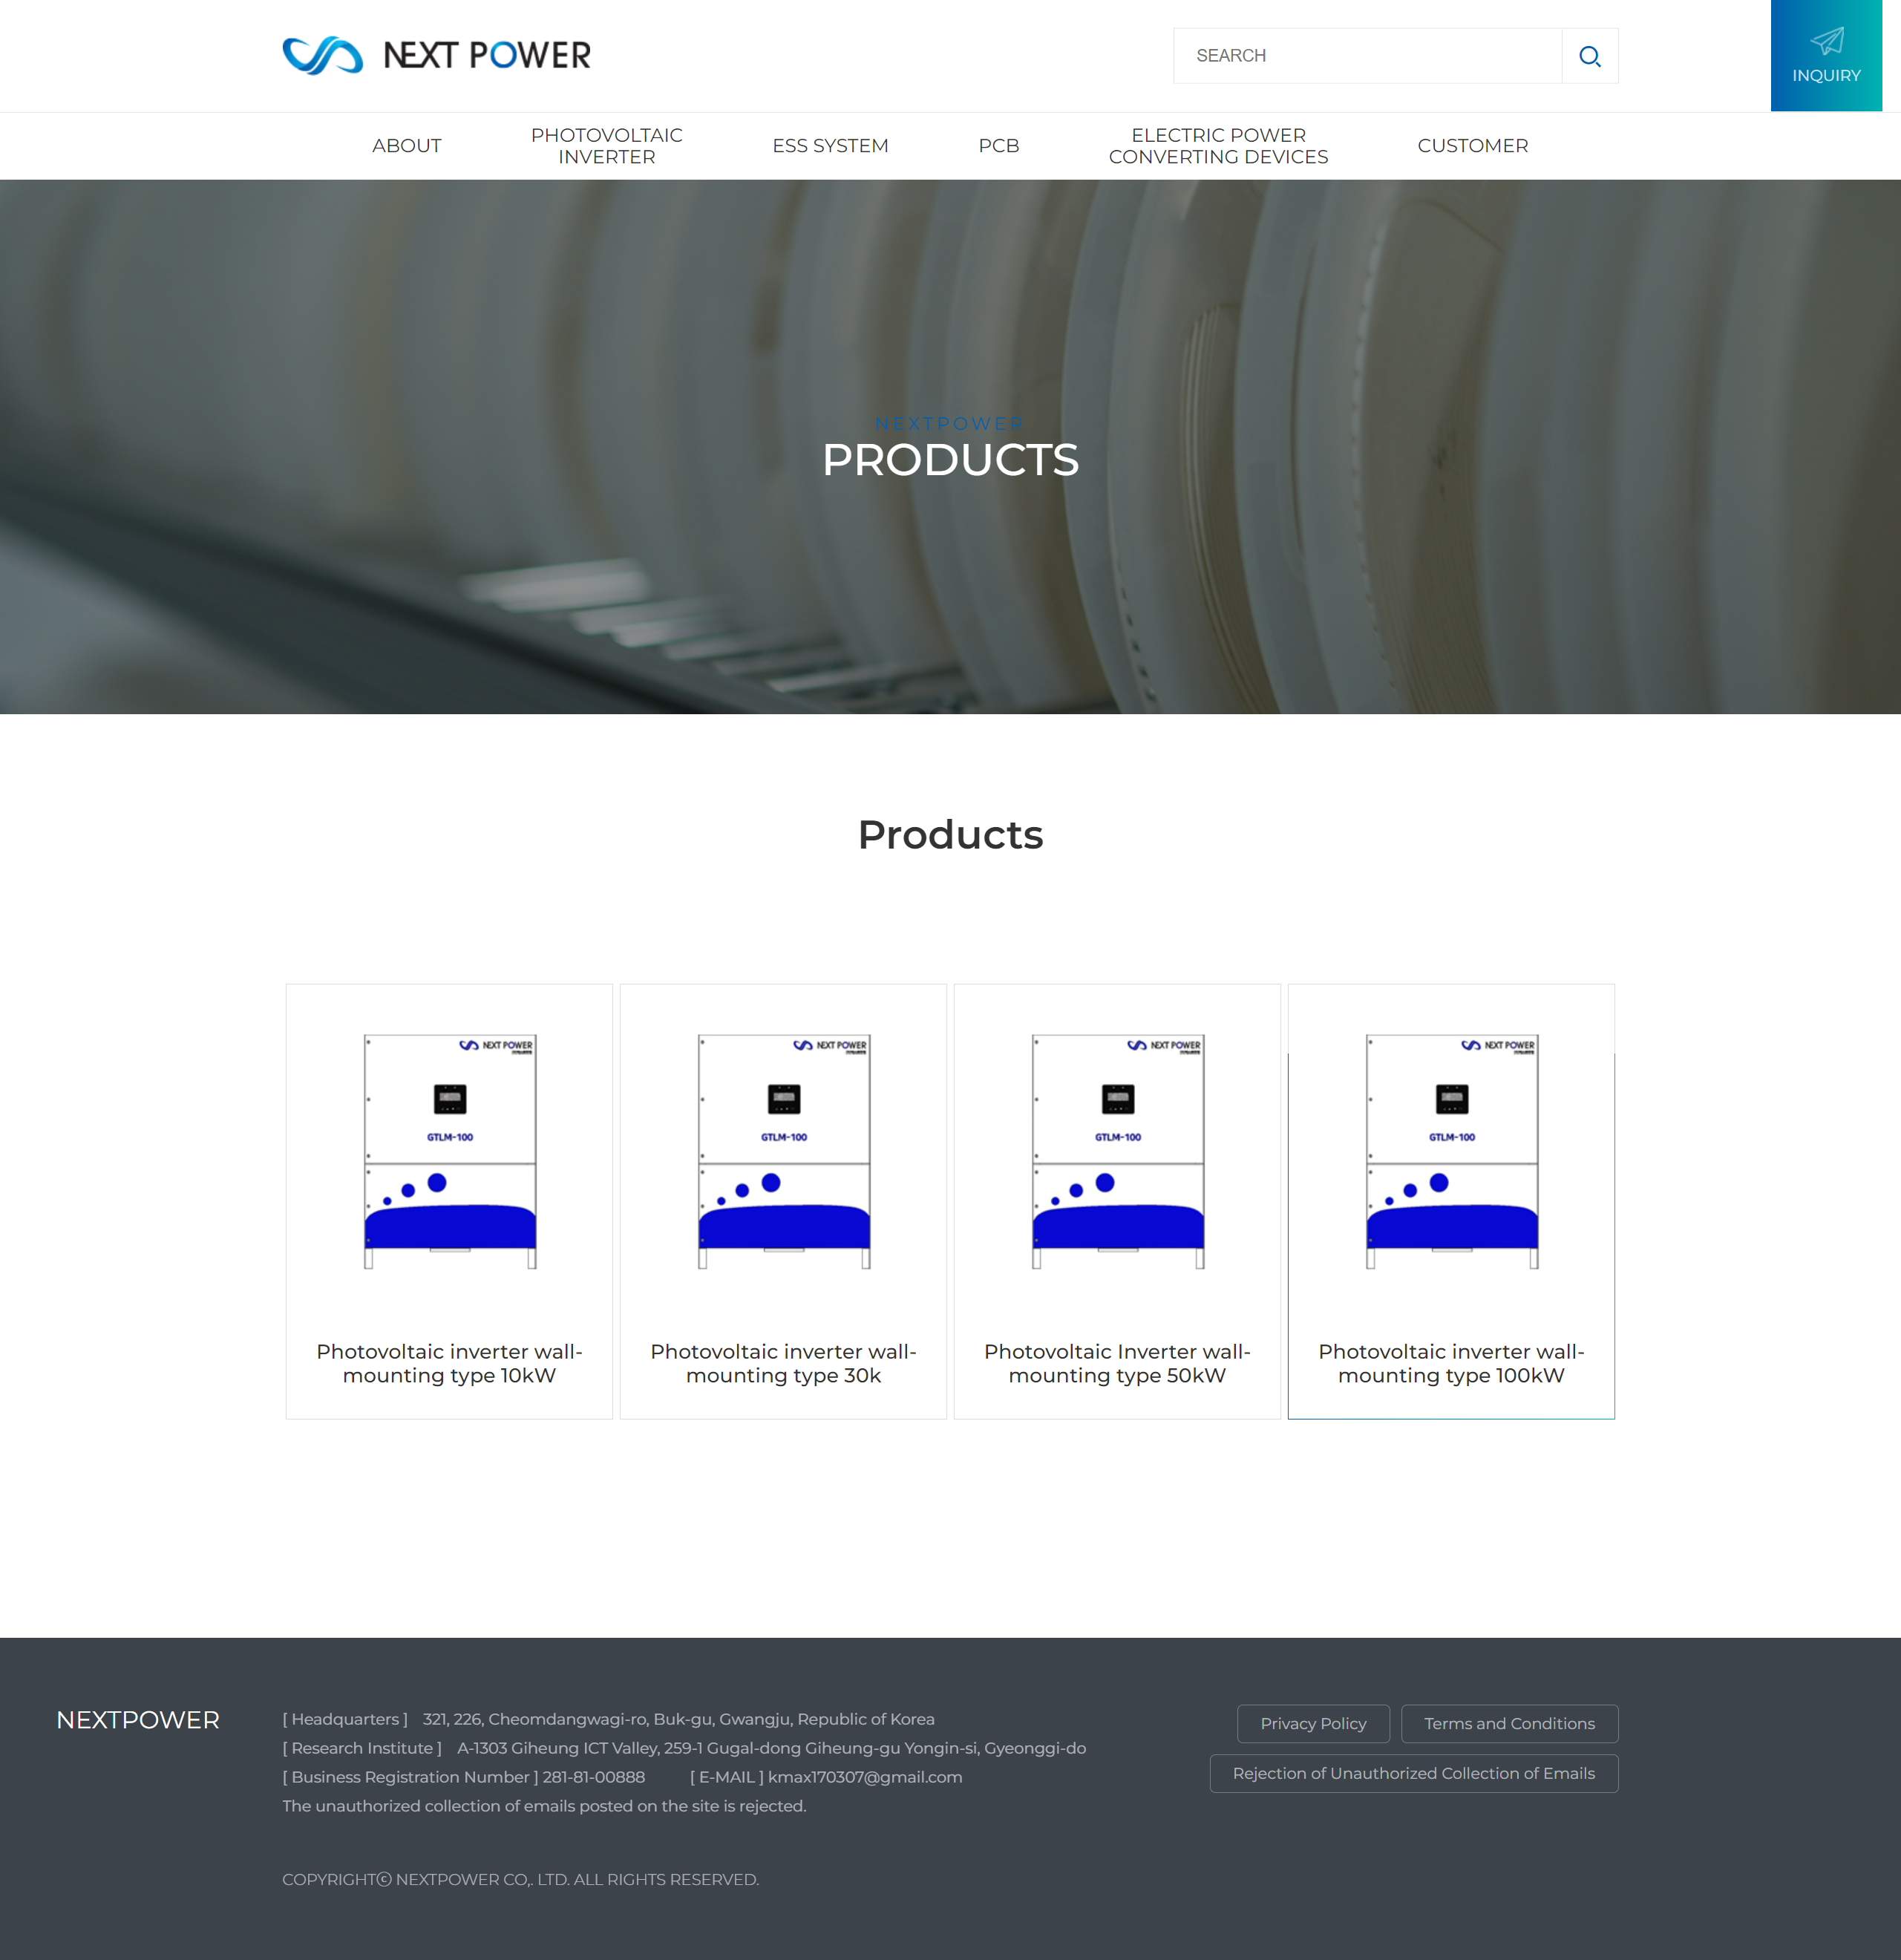 NEXT POWER
SEARCH
INQUIRY
ABOUT
PHOTOVOLTAIC
INVERTER
ESS SYSTEM
PCB
ELECTRIC POWER
CONVERTING DEVICES
CUSTOMER
NEXTPOWER
PRODUCTS
Products
NEXT POWER
GTLM-100
Photovoltaic inverter wall-
mounting type 10kW
NEXT POWER
GTLM-100
Photovoltaic inverter wall-
mounting type 30k
NEXT POWER
GTLM-100
Photovoltaic Inverter wall-
mounting type 50kW
NEXT POWER
GTLM-100
Photovoltaic inverter wall-
mounting type 100kW
NEXTPOWER
[ Headquarters ] 321, 226, Cheomdangwagi-ro, Buk-gu, Gwangju, Republic of Korea
[ Research Institute ] A-1303 Giheung ICT Valley, 259-1 Gugal-dong Giheung-gu Yongin-si, Gyeonggi-do
[ Business Registration Number ] 281-81-00888 [ E-MAIL ] kmax170307@gmail.com
The unauthorized collection of emails posted on the site is rejected.
COPYRIGHTⓒ NEXTPOWER CO,. LTD. ALL RIGHTS RESERVED.
Privacy Policy
Terms and Conditions
Rejection of Unauthorized Collection of Emails